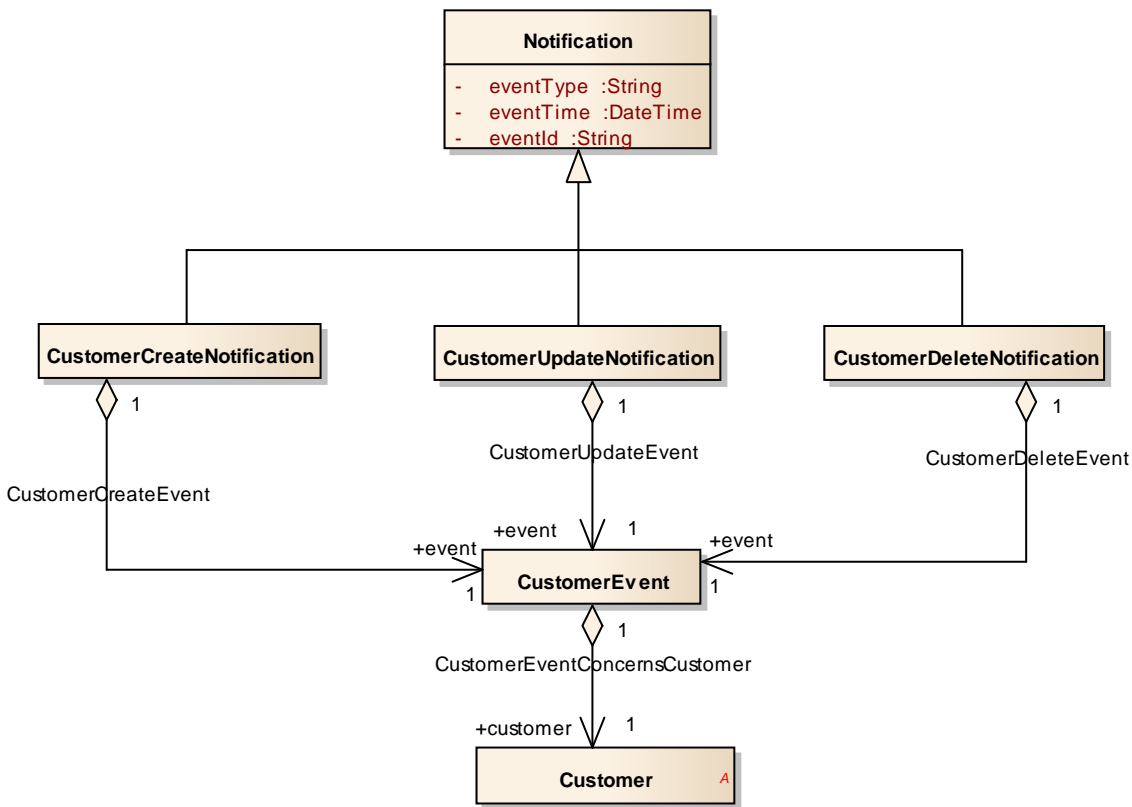 Notification
- eventType :String
- eventTime :DateTime
- eventId :String
CustomerCreateNotification
CustomerUpdateNotification
CustomerDeleteNotification
1
1
1
CustomerUpdateEvent
CustomerDeleteEvent
CustomerCreateEvent
+event
1
+event
+event
1
1
CustomerEvent
1
CustomerEventConcernsCustomer
+customer
1
Customer
A